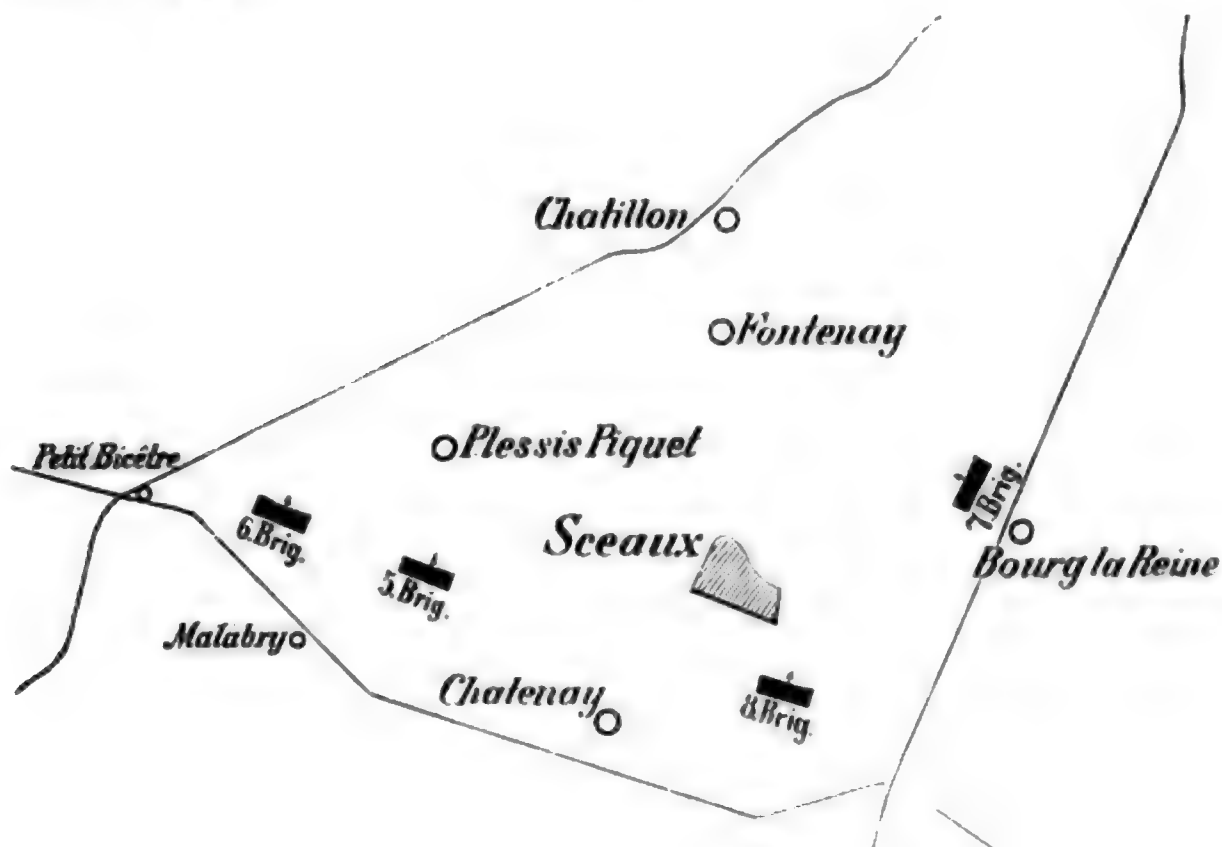 Chatillon
Fontenay
Petit Bicêtre
Plessis Piquet
6.Brig.
Sceaux
7.Brig.
5.Brig.
Bourg la Reine
Malabry
Chatenay
8.Brig.